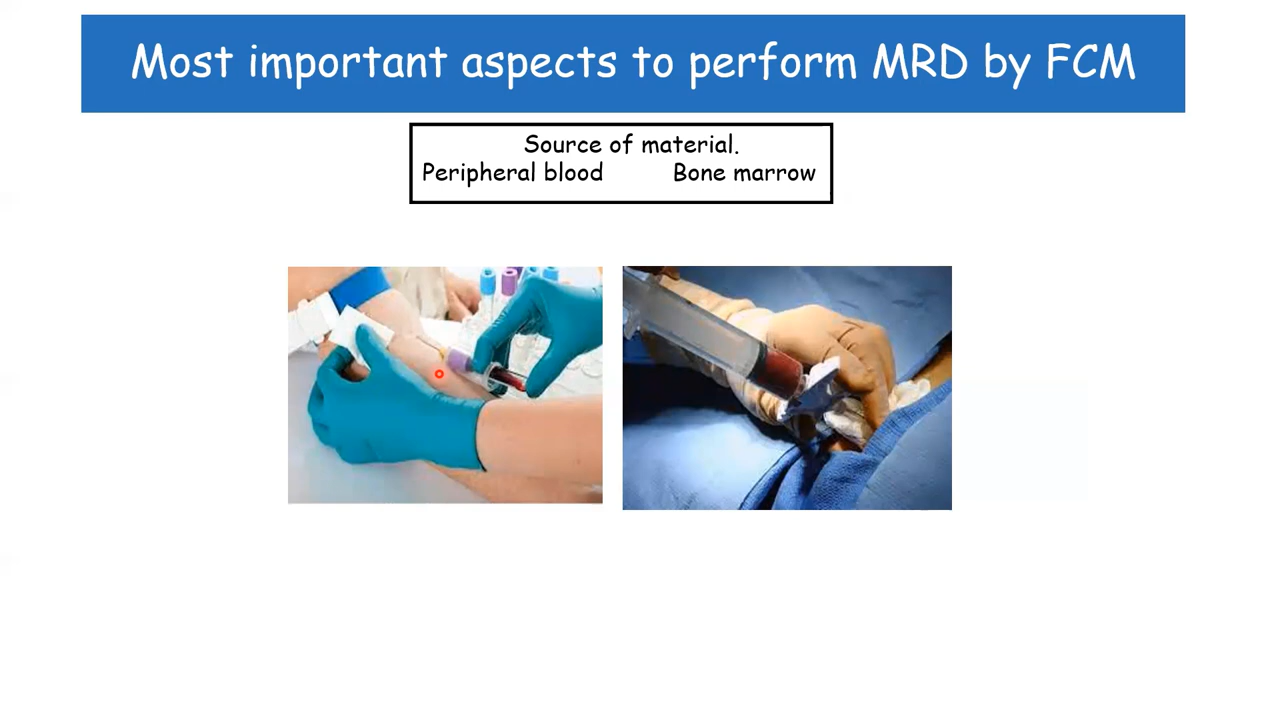 Most important aspects to perform MRD by FCM
Source of material.
Peripheral blood Bone marrow